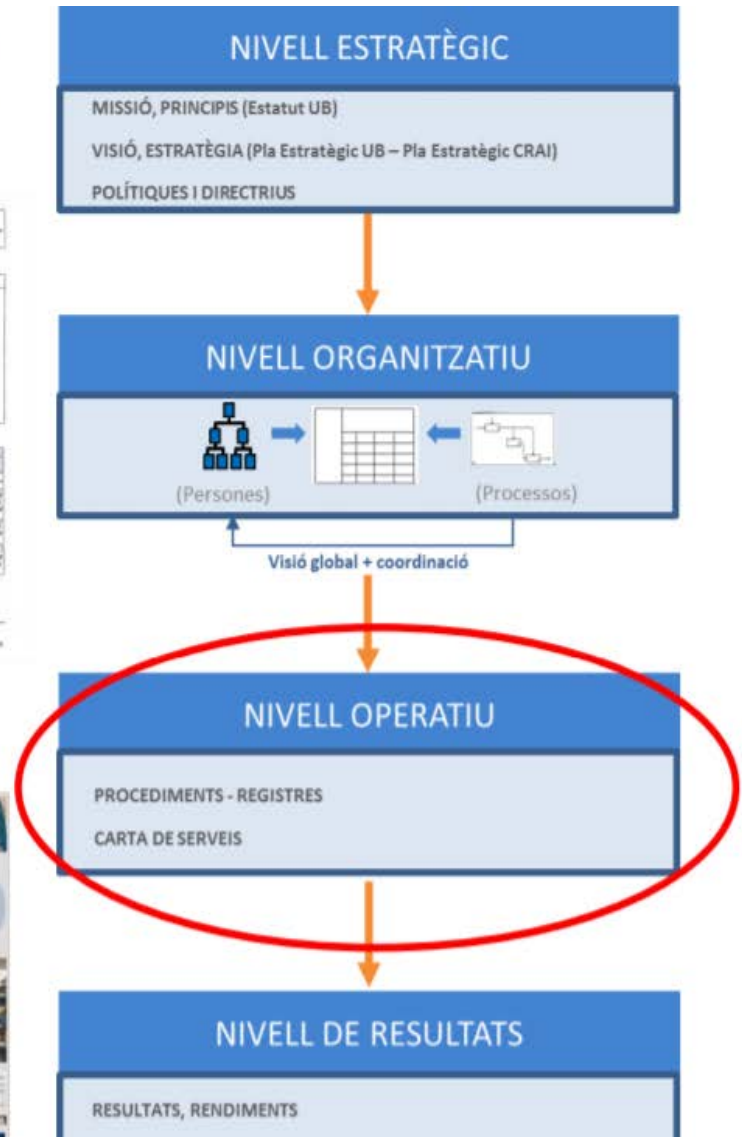 NIVELL ESTRATÈGIC
MISSIÓ, PRINCIPIS (Estatut UB)
VISIÓ, ESTRATÈGIA (Pla Estratègic UB – Pla Estratègic CRAI)
POLÍTIQUES I DIRECTRIUS
NIVELL ORGANITZATIU
(Persones)
(Processos)
Visió global + coordinació
NIVELL OPERATIU
PROCEDIMENTS - REGISTRES
CARTA DE SERVEIS
NIVELL DE RESULTATS
RESULTATS, RENDIMENTS